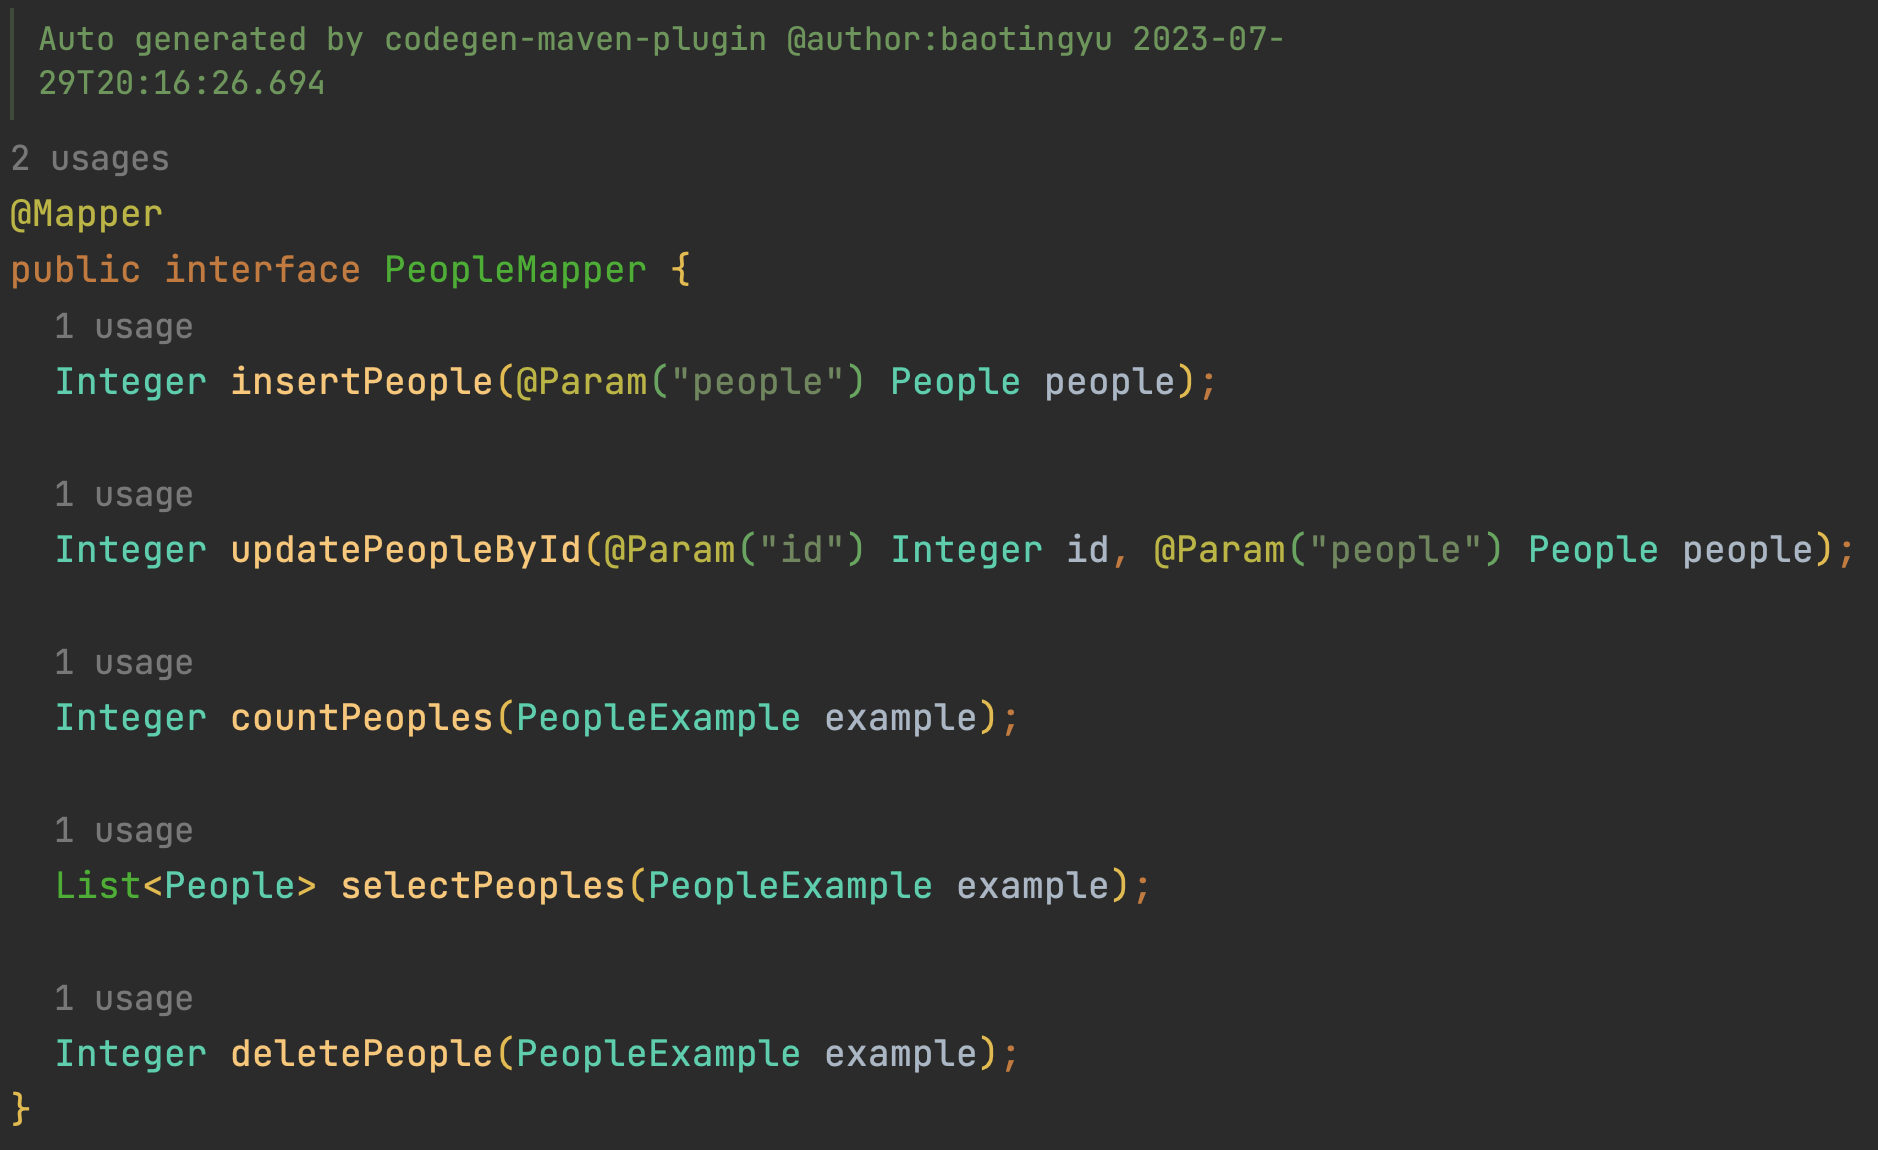 Auto generated by codegen-maven-plugin @author:baotingyu 2023-07-
29T20:16:26.694
2 usages
@Mapper
public interface PeopleMapper {
1 usage
Integer insertPeople(@Param("people") People people);
1 usage
Integer updatePeopleById(@Param("id") Integer id, @Param("people") People people);
1 usage
Integer countPeoples(PeopleExample example);
1 usage
List<People> selectPeoples(PeopleExample example);
1 usage
Integer deletePeople(PeopleExample example);
}